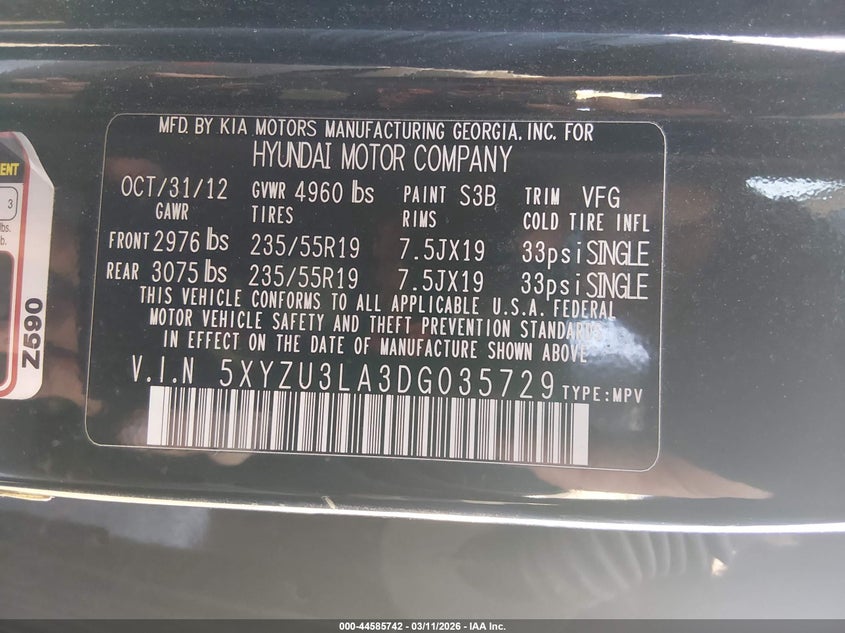 MFD. BY KIA MOTORS MANUFACTURING GEORGIA. INC. FOR
HYUNDAI MOTOR COMPANY
OCT/31/12 GVWR 4960 lbs PAINT S3B TRIM VFG
GAWR TIRES RIMS COLD TIRE INFL
FRONT 2976 lbs 235/55R19 7.5JX19 33psi SINGLE
REAR 3075 lbs 235/55R19 7.5JX19 33psi SINGLE
THIS VEHICLE CONFORMS TO ALL APPLICABLE U.S.A. FEDERAL
MOTOR VEHICLE SAFETY AND THEFT PREVENTION STANDARDS
IN EFFECT ON THE DATE OF MANUFACTURE SHOWN ABOVE
V.I.N 5XYZU3LA3DG035729 TYPE:MPV
3
Z590
000-44585742 / 03/11/2026 - IAA Inc.